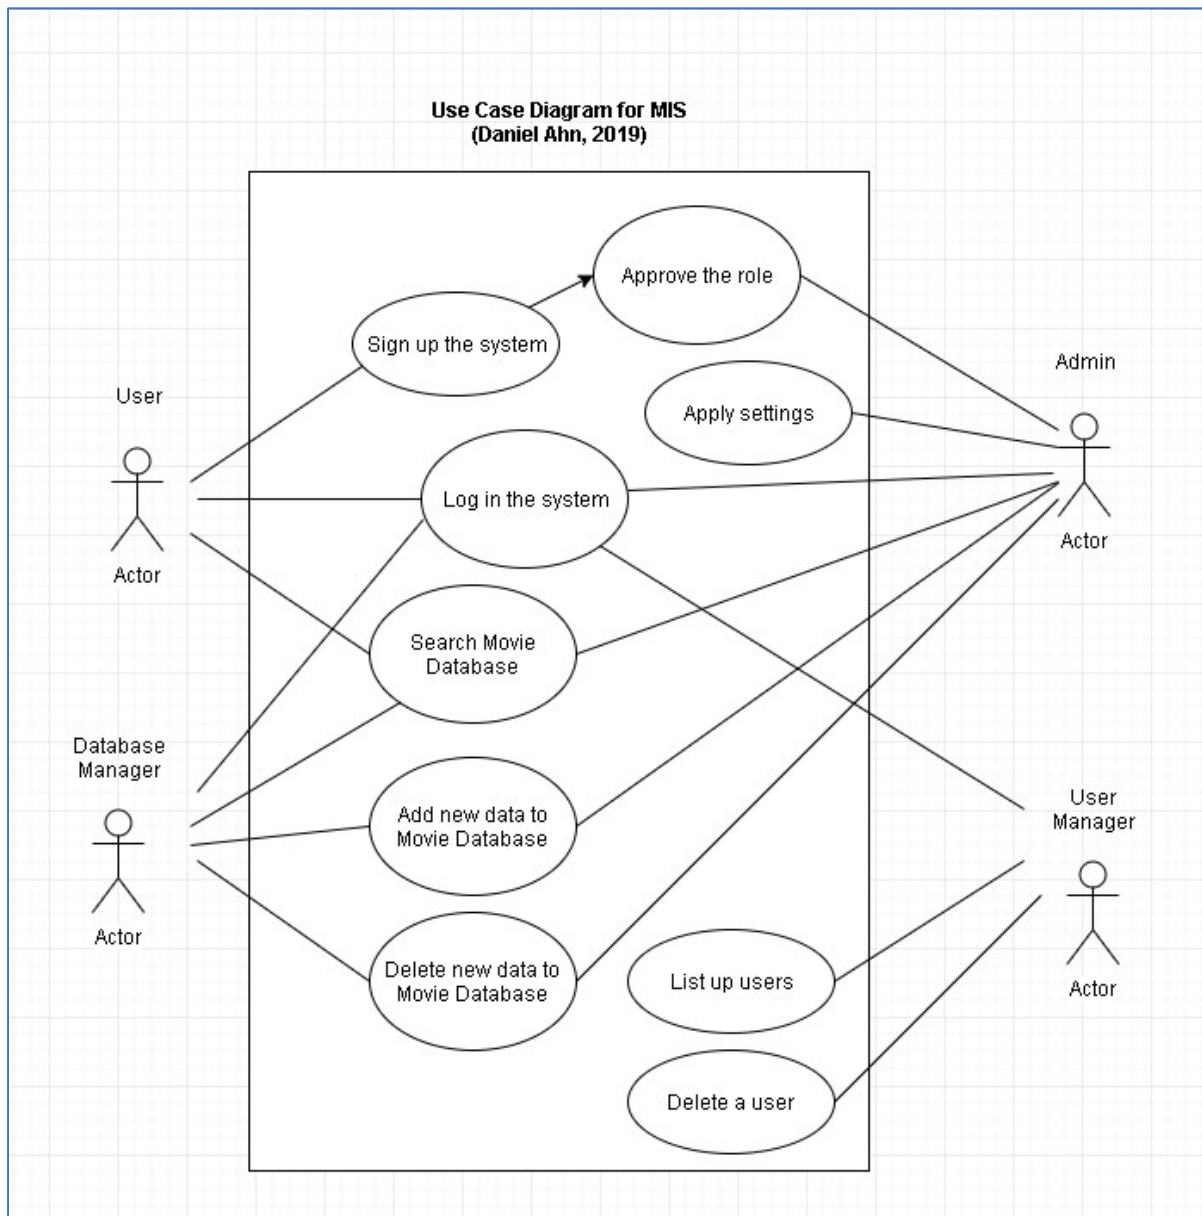 Use Case Diagram for MIS
(Daniel Ahn, 2019)
Approve the role
Sign up the system
Admin
User
Apply settings
Log in the system
Actor
Actor
Search Movie
Database
Database
Manager
User
Manager
Add new data to
Movie Database
Actor
Delete new data to
Movie Database
List up users
Actor
Delete a user